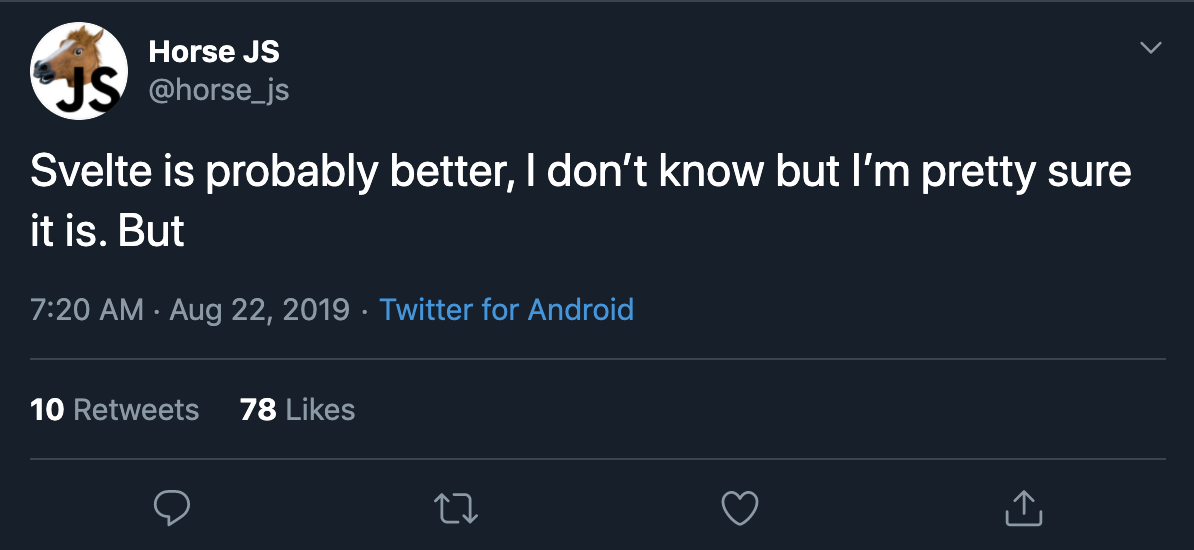 JS
Horse JS
@horse_js
Svelte is probably better, I don’t know but I’m pretty sure
it is. But
7:20 AM · Aug 22, 2019 · Twitter for Android
10 Retweets 78 Likes